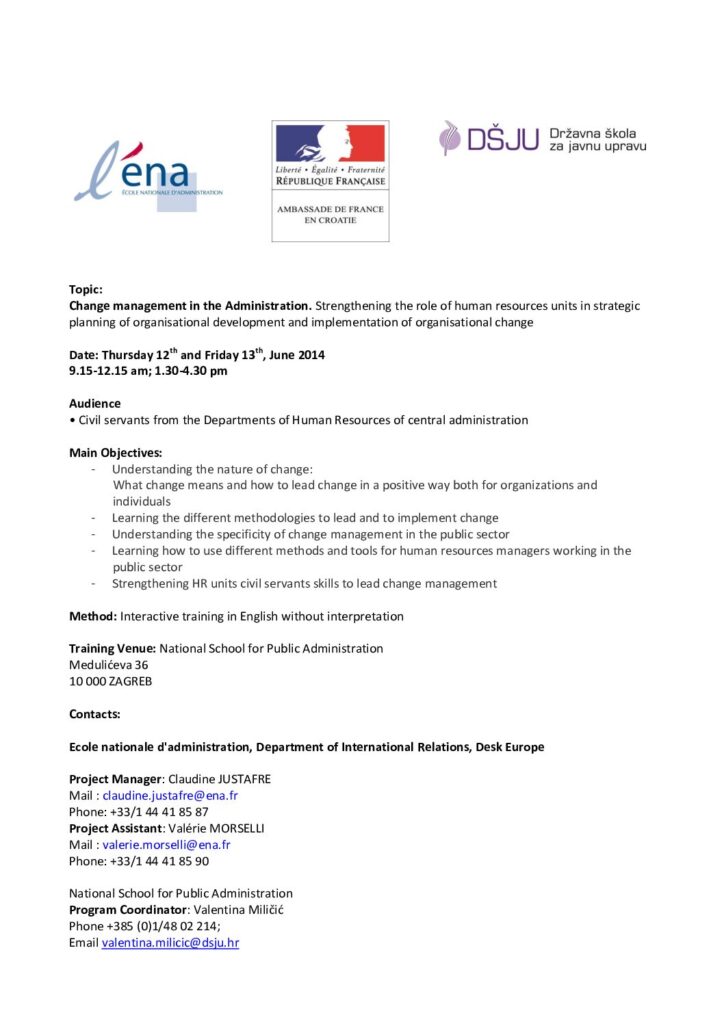 l'éna
ÉCOLE NATIONALE D'ADMINISTRATION
Liberté • Égalité • Fraternité
RÉPUBLIQUE FRANÇAISE
AMBASSADE DE FRANCE
EN CROATIE
DŠJU Državna škola
za javnu upravu
Topic:
Change management in the Administration. Strengthening the role of human resources units in strategic
planning of organisational development and implementation of organisational change
Date: Thursday 12th and Friday 13th, June 2014
9.15-12.15 am; 1.30-4.30 pm
Audience
• Civil servants from the Departments of Human Resources of central administration
Main Objectives:
- Understanding the nature of change:
What change means and how to lead change in a positive way both for organizations and
individuals
- Learning the different methodologies to lead and to implement change
- Understanding the specificity of change management in the public sector
- Learning how to use different methods and tools for human resources managers working in the
public sector
- Strengthening HR units civil servants skills to lead change management
Method: Interactive training in English without interpretation
Training Venue: National School for Public Administration
Medulićeva 36
10 000 ZAGREB
Contacts:
Ecole nationale d'administration, Department of International Relations, Desk Europe
Project Manager: Claudine JUSTAFRE
Mail : claudine.justafre@ena.fr
Phone: +33/1 44 41 85 87
Project Assistant: Valérie MORSELLI
Mail : valerie.morselli@ena.fr
Phone: +33/1 44 41 85 90
National School for Public Administration
Program Coordinator: Valentina Miličić
Phone +385 (0)1/48 02 214;
Email valentina.milicic@dsju.hr